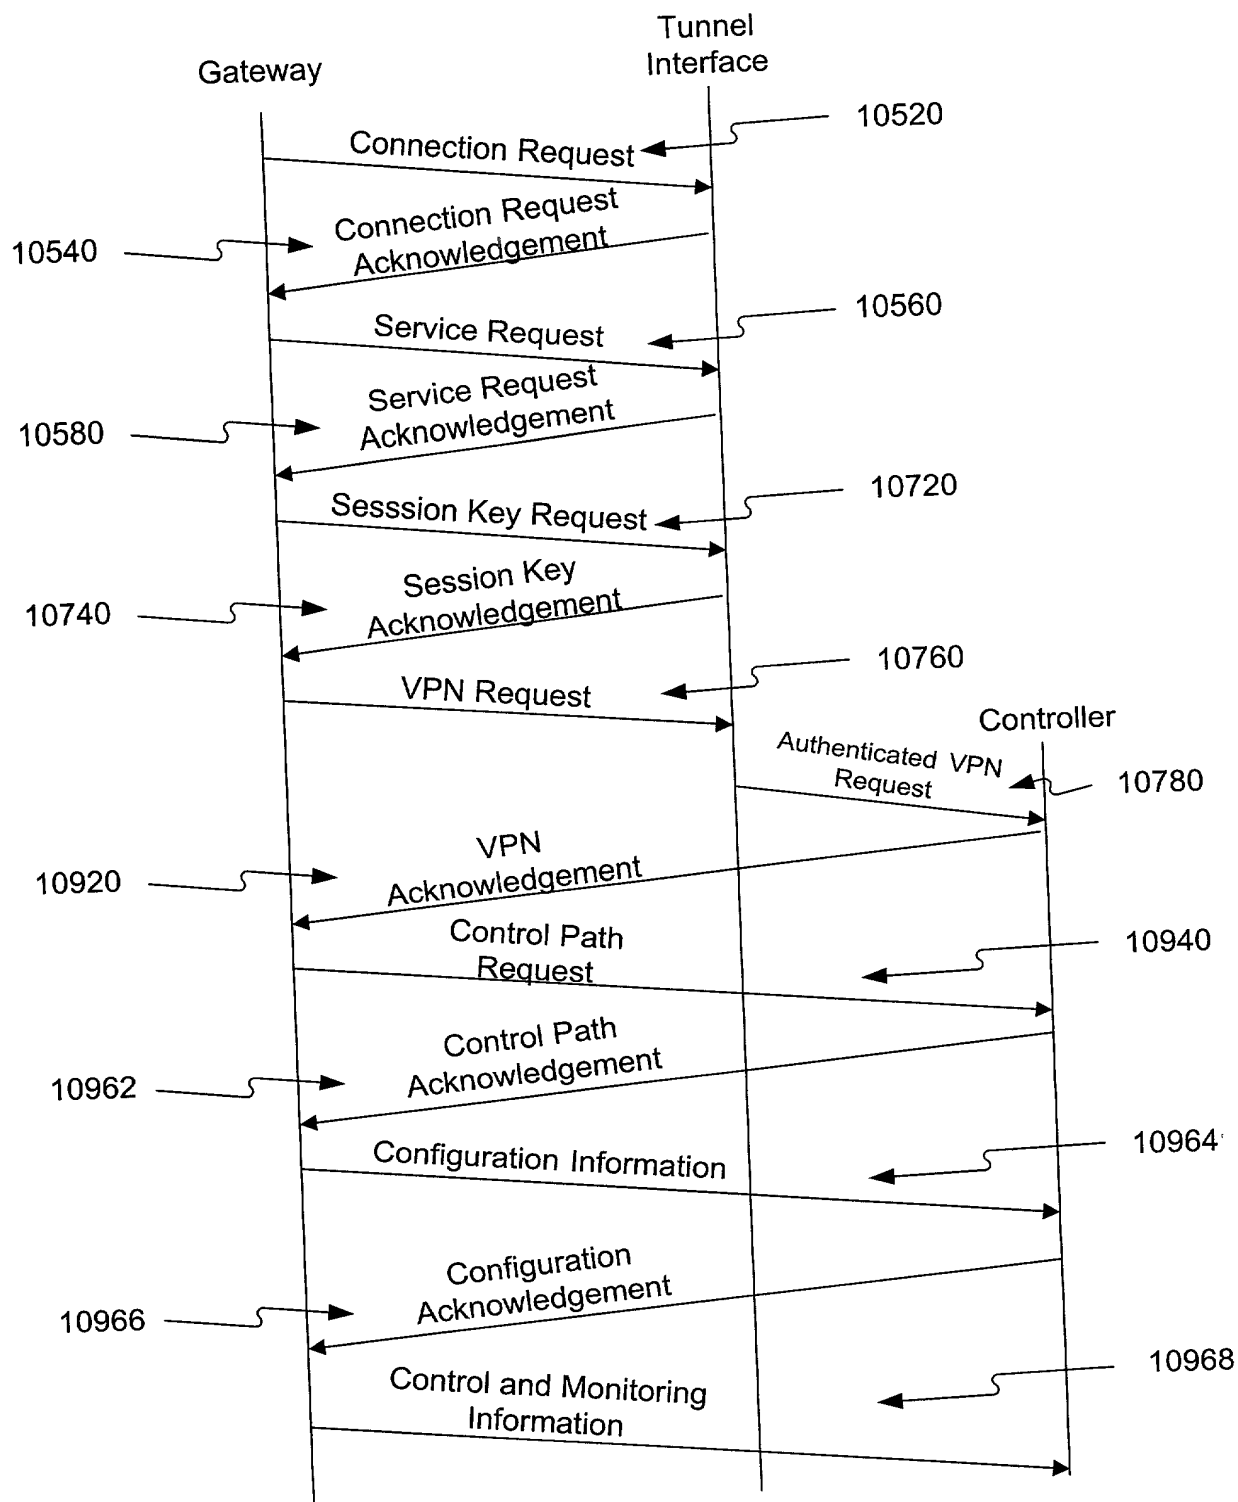 Tunnel
Interface
Gateway
10520
Connection Request
Connection Request
Acknowledgement
10540
10560
Service Request
Service Request
Acknowledgement
10580
10720
Sesssion Key Request
Session Key
Acknowledgement
10740
10760
VPN Request
Controller
Authenticated VPN
Request
10780
VPN
Acknowledgement
10920
Control Path
Request
10940
Control Path
Acknowledgement
10962
10964
Configuration Information
Configuration
Acknowledgement
10966
10968
Control and Monitoring
Information